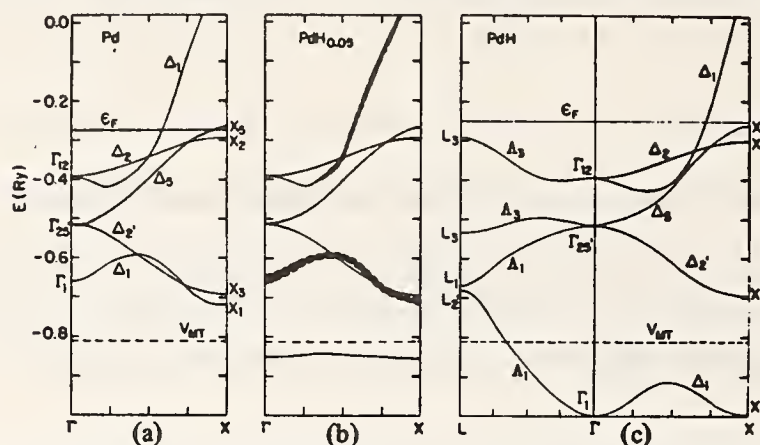 0.0
-0.2
-0.4
-0.6
-0.8
E (Ry)
Pd
Δ1
εF
X5
X2
Γ12
Δ2
Δ5
Γ25'
Δ2'
Γ1
Δ1
X3
X1
VMT
Γ
(a)
X
PdH0.05
Γ
(b)
X
PdH
Δ1
εF
L3
Λ3
Γ12
Δ2
X
X
Δ5
L3
Λ3
Γ25'
L1
Λ1
Δ2'
L2'
X
VMT
Λ1
Γ1
Δ1
X
L
Γ
(c)
X